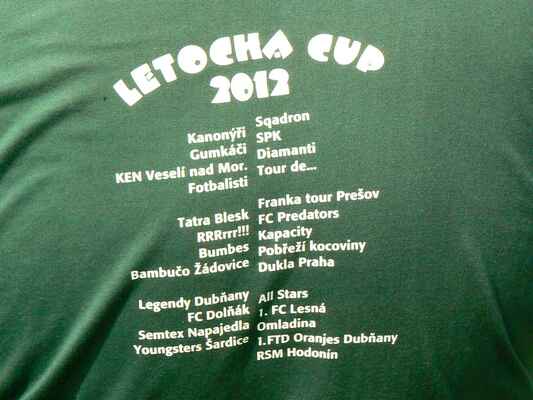 LETOCHA CUP
2012
Kanonýři Sqadron
Gumkáči SPK
KEN Veselí nad Mor. Diamanti
Fotbalisti Tour de...
Tatra Blesk Franka tour Prešov
RRRrrr!!! FC Predators
Bumbes Kapacity
Bambučo Žádovice Pobřeží kocoviny
Dukla Praha
Legendy Dubňany All Stars
FC Dolňák 1. FC Lesná
Semtex Napajedla Omladina
Youngsters Šardice 1.FTD Oranjes Dubňany
RSM Hodonín